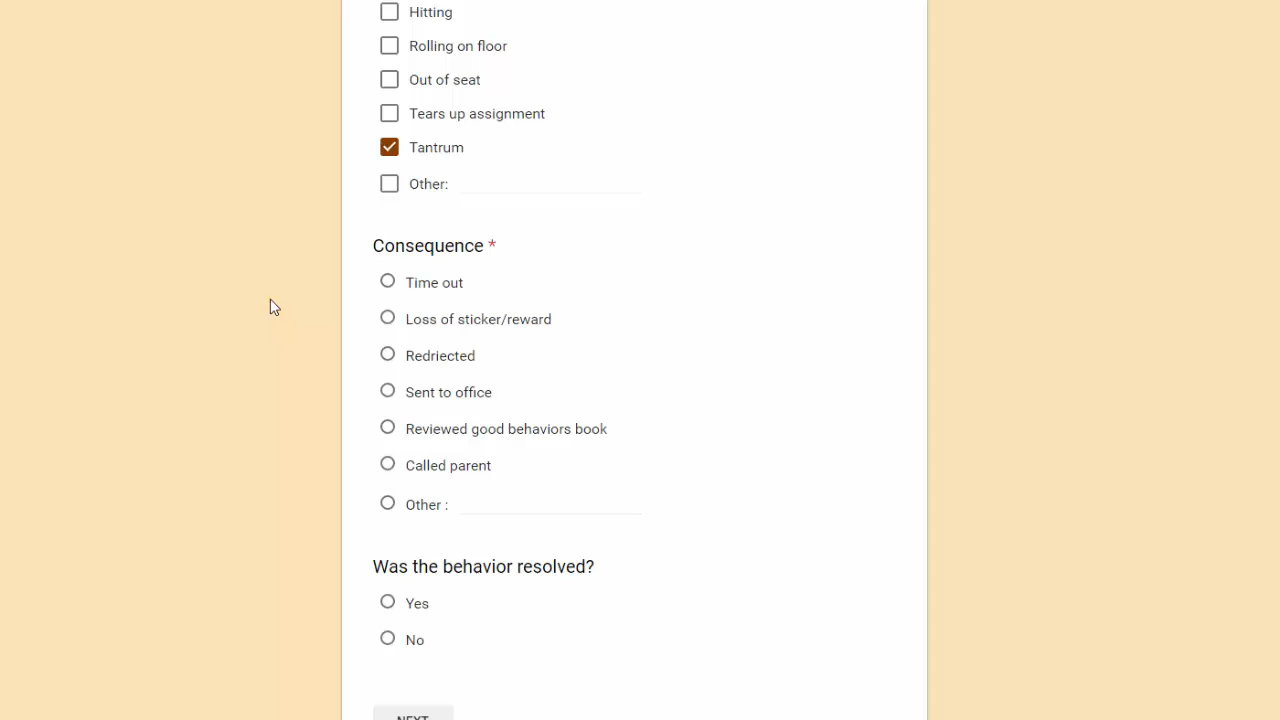 Hitting
Rolling on floor
Out of seat
Tears up assignment
Tantrum
Other:
Consequence *
Time out
Loss of sticker/reward
Redriected
Sent to office
Reviewed good behaviors book
Called parent
Other :
Was the behavior resolved?
Yes
No
NEXT